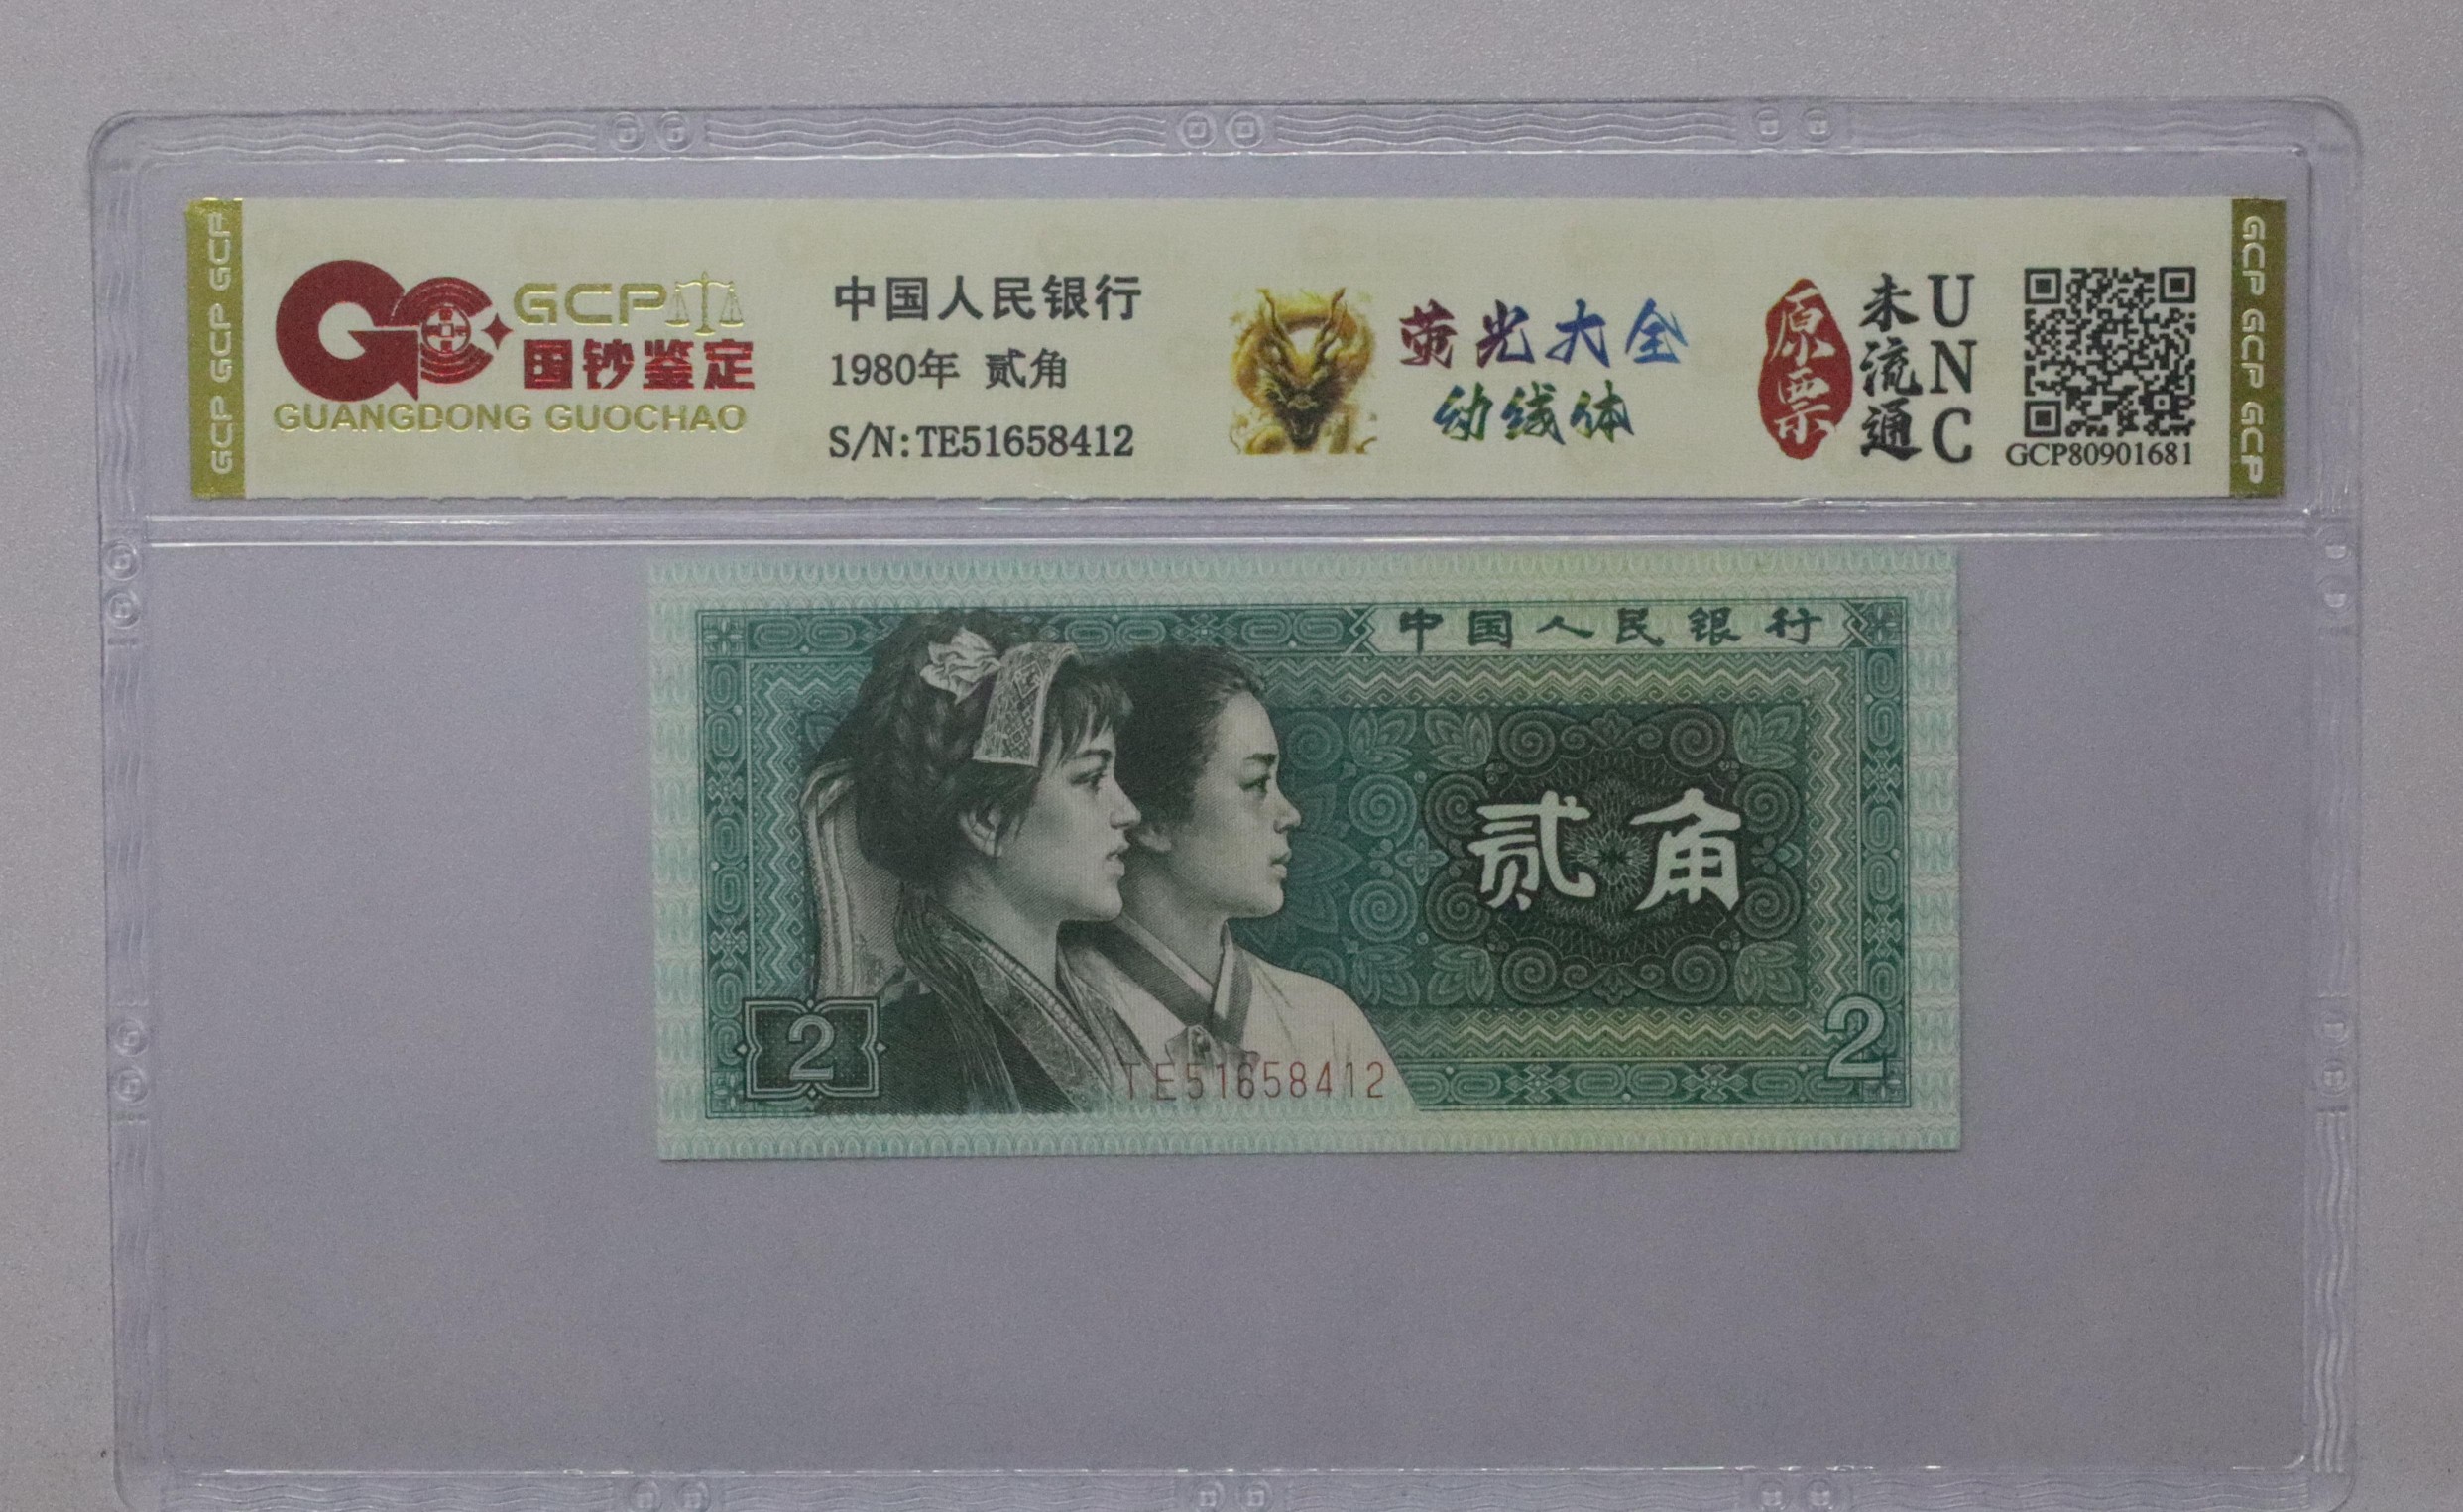 GCP GCP GCP
GCP
国钞鉴定
GUANGDONG GUOCHAO
中国人民银行
1980年 贰角
S/N:TE51658412
荧光大全
幼线体
原票
未流通
UNC
GCP80901681
GCP GCP GCP
中国人民银行
贰角
2
TE51658412
2